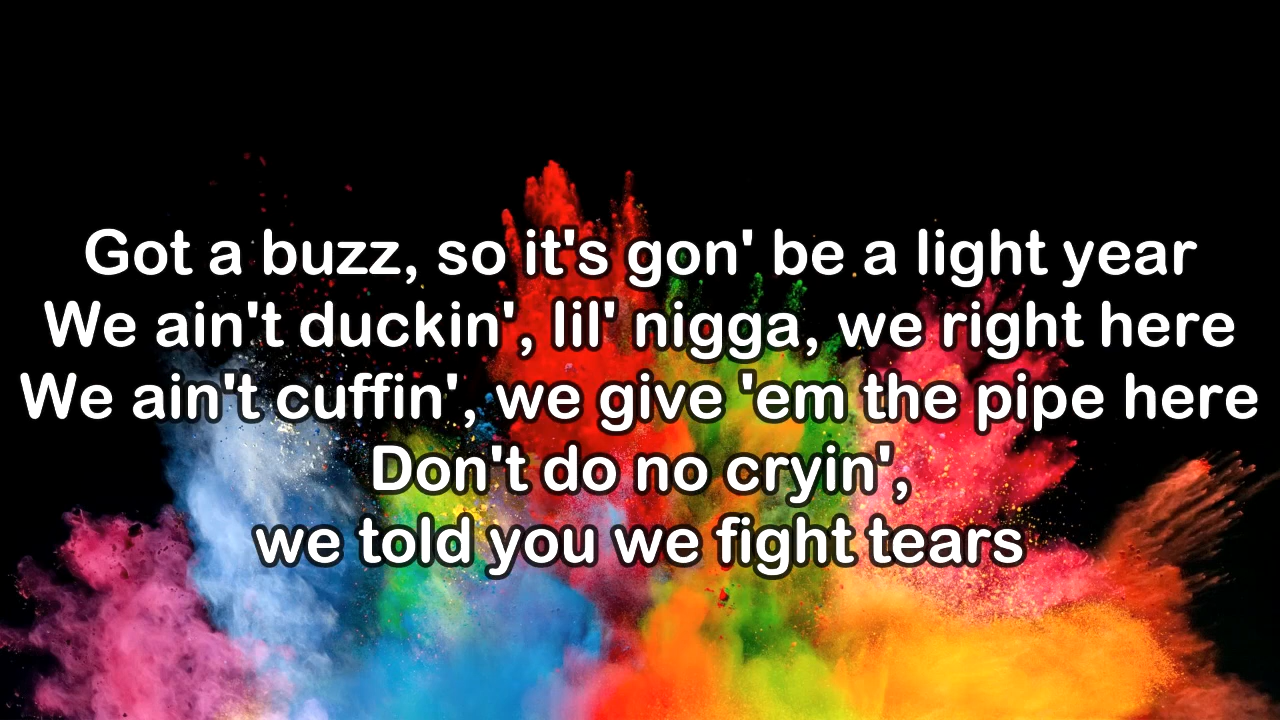 Got a buzz, so it's gon' be a light year
We ain't duckin', lil' nigga, we right here
We ain't cuffin', we give 'em the pipe here
Don't do no cryin',
we told you we fight tears